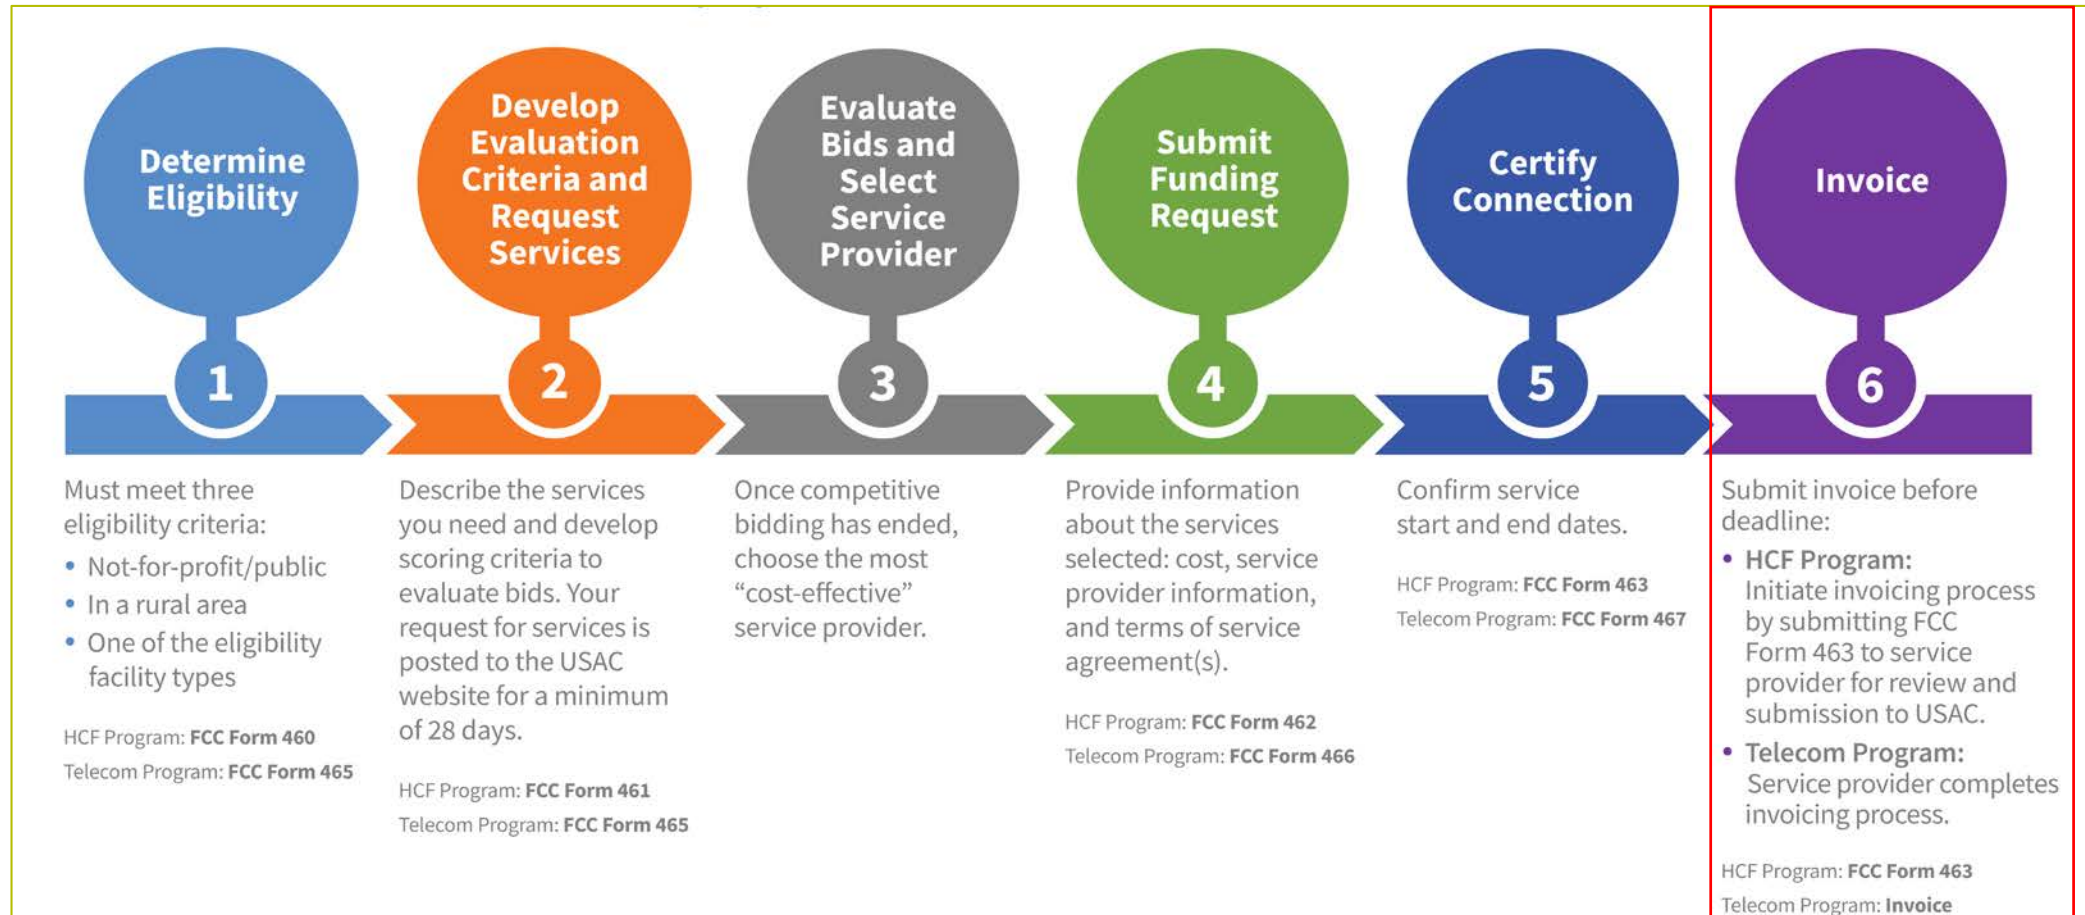 Determine
Eligibility
1
Must meet three
eligibility criteria:
• Not-for-profit/public
• In a rural area
• One of the eligibility
facility types
HCF Program: FCC Form 460
Telecom Program: FCC Form 465
Develop
Evaluation
Criteria and
Request
Services
2
Describe the services
you need and develop
scoring criteria to
evaluate bids. Your
request for services is
posted to the USAC
website for a minimum
of 28 days.
HCF Program: FCC Form 461
Telecom Program: FCC Form 465
Evaluate
Bids and
Select
Service
Provider
3
Once competitive
bidding has ended,
choose the most
“cost-effective”
service provider.
Submit
Funding
Request
4
Provide information
about the services
selected: cost, service
provider information,
and terms of service
agreement(s).
HCF Program: FCC Form 462
Telecom Program: FCC Form 466
Certify
Connection
5
Confirm service
start and end dates.
HCF Program: FCC Form 463
Telecom Program: FCC Form 467
Invoice
6
Submit invoice before
deadline:
• HCF Program:
Initiate invoicing process
by submitting FCC
Form 463 to service
provider for review and
submission to USAC.
• Telecom Program:
Service provider completes
invoicing process.
HCF Program: FCC Form 463
Telecom Program: Invoice